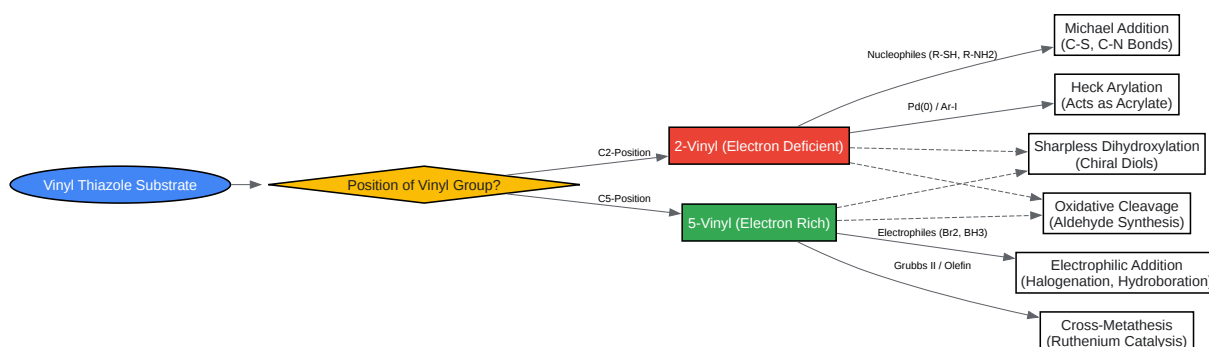 Vinyl Thiazole Substrate
Position of Vinyl Group?
C2-Position
C5-Position
2-Vinyl (Electron Deficient)
5-Vinyl (Electron Rich)
Nucleophiles (R-SH, R-NH2)
Pd(0) / Ar-I
Electrophiles (Br2, BH3)
Grubbs II / Olefin
Michael Addition
(C-S, C-N Bonds)
Heck Arylation
(Acts as Acrylate)
Sharpless Dihydroxylation
(Chiral Diols)
Oxidative Cleavage
(Aldehyde Synthesis)
Electrophilic Addition
(Halogenation, Hydroboration)
Cross-Metathesis
(Ruthenium Catalysis)